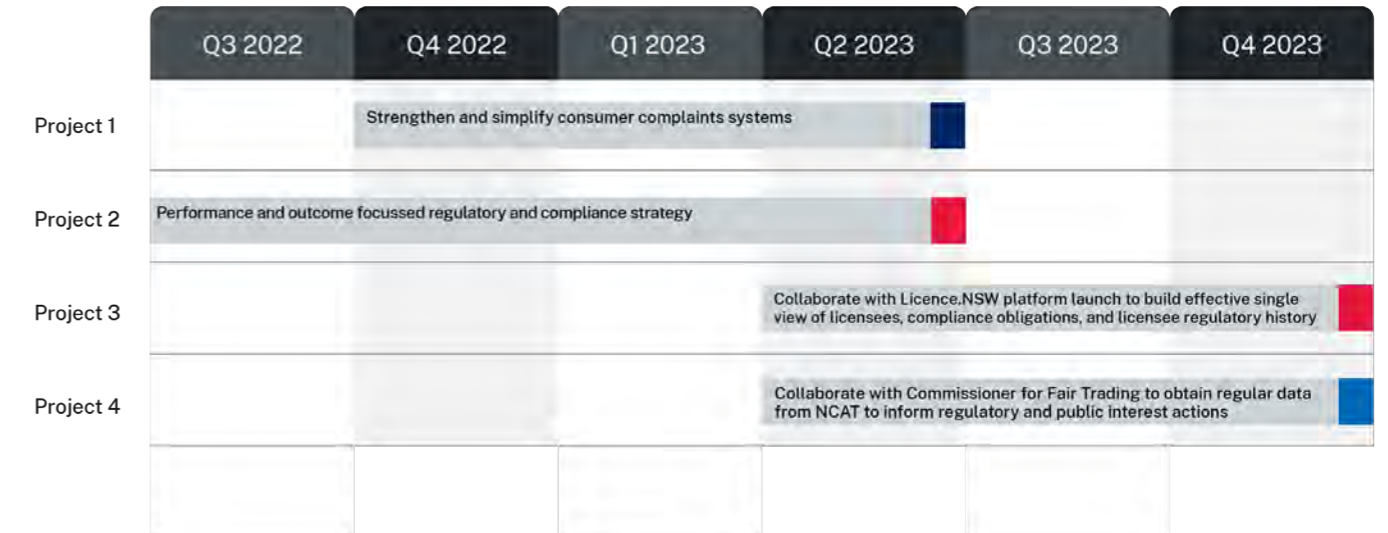 Q3 2022 Q4 2022 Q1 2023 Q2 2023 Q3 2023 Q4 2023
Project 1
Strengthen and simplify consumer complaints systems
Project 2
Performance and outcome focussed regulatory and compliance strategy
Project 3
Collaborate with Licence.NSW platform launch to build effective single
view of licensees, compliance obligations, and licensee regulatory history
Project 4
Collaborate with Commissioner for Fair Trading to obtain regular data
from NCAT to inform regulatory and public interest actions